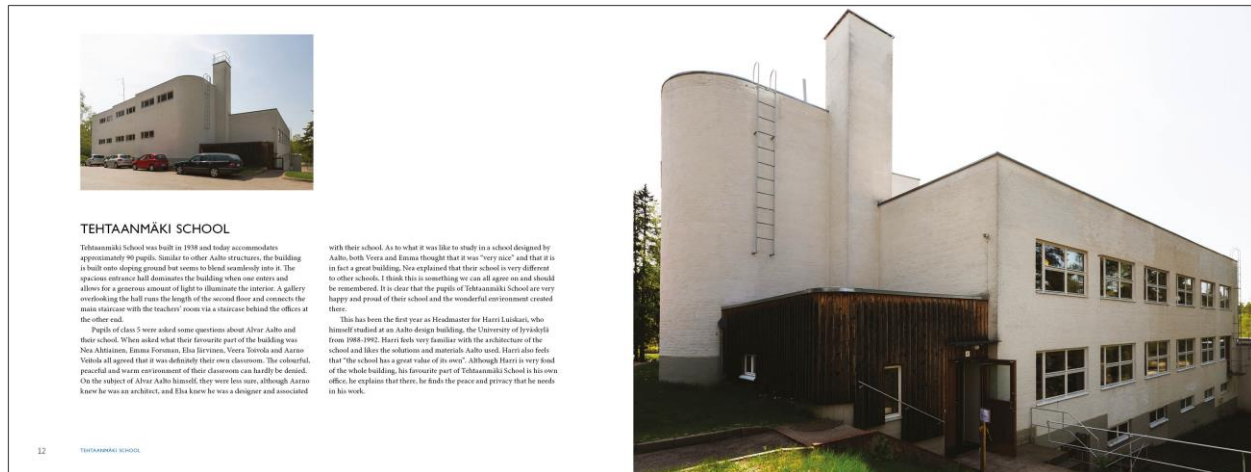 TEHTAANMÄKI SCHOOL
Tehtaanmäki School was built in 1938 and today accommodates
approximately 90 pupils. Similar to other Aalto structures, the building
is built onto sloping ground but seems to blend seamlessly into it. The
spacious entrance hall dominates the building when one enters and
allows for a generous amount of light to illuminate the interior. A gallery
overlooking the hall runs the length of the second floor and connects the
main staircase with the teachers' room via a staircase behind the offices at
the other end.
Pupils of class 5 were asked some questions about Alvar Aalto and
their school. When asked what their favourite part of the building was
Nea Ahtiainen, Emma Forsman, Elsa Järvinen, Veera Toivola and Aarno
Veitola all agreed that it was definitely their own classroom. The colourful,
peaceful and warm environment of their classroom can hardly be denied.
On the subject of Alvar Aalto himself, they were less sure, although Aarno
knew he was an architect, and Elsa knew he was a designer and associated
with their school. As to what it was like to study in a school designed by
Aalto, both Veera and Emma thought that it was “very nice” and that it is
in fact a great building, Nea explained that their school is very different
to other schools. I think this is something we can all agree on and should
be remembered. It is clear that the pupils of Tehtaanmäki School are very
happy and proud of their school and the wonderful environment created
there.
This has been the first year as Headmaster for Harri Luiskari, who
himself studied at an Aalto design building, the University of Jyväskylä
from 1988-1992. Harri feels very familiar with the architecture of the
school and likes the solutions and materials Aalto used. Harri also feels
that “the school has a great value of its own”. Although Harri is very fond
of the whole building, his favourite part of Tehtaanmäki School is his own
office, he explains that there, he finds the peace and privacy that he needs
in his work.
12 TEHTAANMÄKI SCHOOL